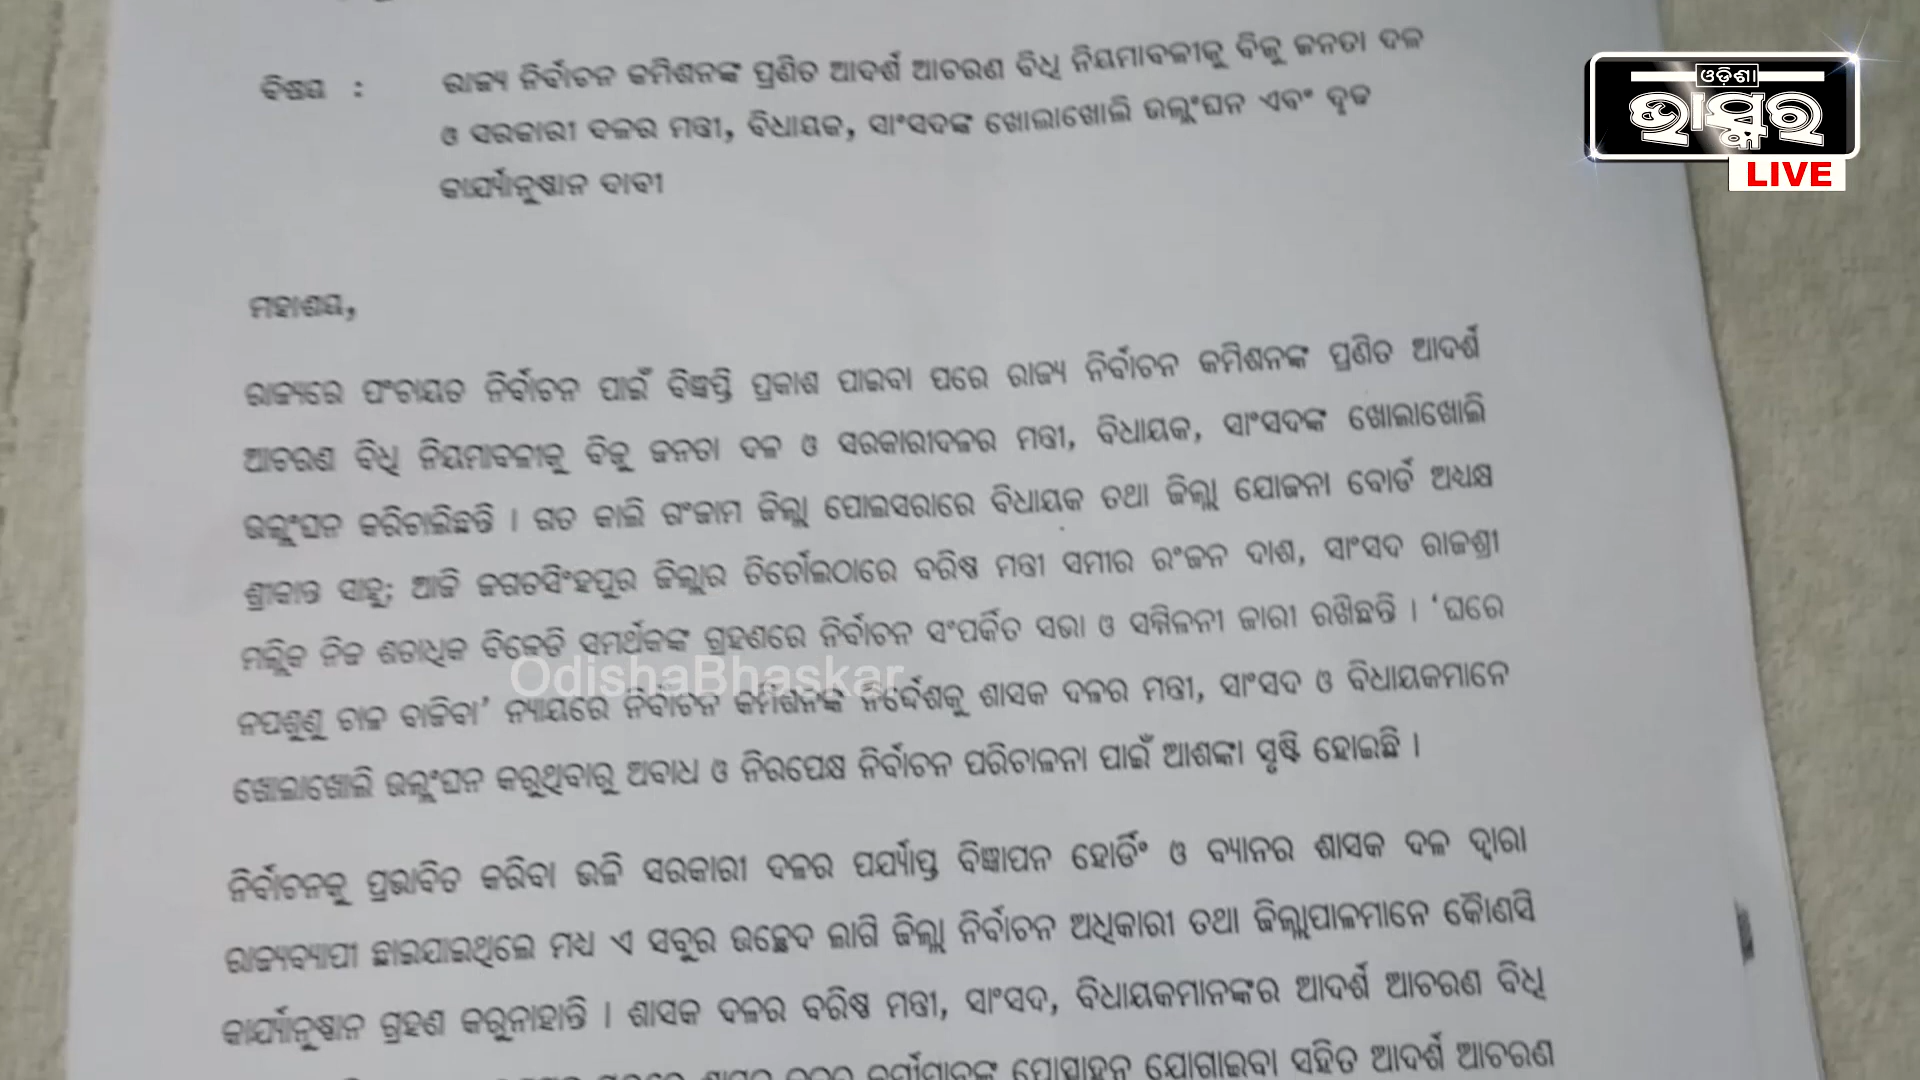 ବିଷୟ : ରାଜ୍ୟ ନିର୍ବାଚନ କମିଶନଙ୍କ ପ୍ରଣିତ ଆଦର୍ଶ ଆଚରଣ ବିଧି ନିୟମାବଳୀକୁ ବିଜୁ ଜନତା ଦଳ
ଓ ସରକାରୀ ଦଳର ମନ୍ତ୍ରୀ, ବିଧାୟକ, ସାଂସଦଙ୍କ ଖୋଲାଖୋଲି ଉଲ୍ଲଂଘନ ଏବଂ ଦୃଢ
କାର୍ଯ୍ୟାନୁଷ୍ଠାନ ଦାବୀ
ମହାଶୟ,
ରାଜ୍ୟରେ ପଂଚାୟତ ନିର୍ବାଚନ ପାଇଁ ବିଜ୍ଞପ୍ତି ପ୍ରକାଶ ପାଇବା ପରେ ରାଜ୍ୟ ନିର୍ବାଚନ କମିଶନଙ୍କ ପ୍ରଣିତ ଆଦର୍ଶ
ଆଚରଣ ବିଧି ନିୟମାବଳୀକୁ ବିଜୁ ଜନତା ଦଳ ଓ ସରକାରୀଦଳର ମନ୍ତ୍ରୀ, ବିଧାୟକ, ସାଂସଦଙ୍କ ଖୋଲାଖୋଲି
ଉଲ୍ଲଂଘନ କରିଚାଲିଛନ୍ତି । ଗତ କାଲି ଗଂଜାମ ଜିଲ୍ଲା ପୋଲସରାରେ ବିଧାୟକ ତଥା ଜିଲ୍ଲା ଯୋଜନା ବୋର୍ଡ ଅଧକ୍ଷ
ଶ୍ରୀକାନ୍ତ ସାହୁ; ଆଜି ଜଗତସିଂହପୁର ଜିଲ୍ଲାର ତିର୍ତୋଲଠାରେ ବରିଷ୍ଠ ମନ୍ତ୍ରୀ ସମୀର ରଂଜନ ଦାଶ, ସାଂସଦ ରାଜଶ୍ରୀ
ମଲ୍ଲିକ ନିଜ ଶତାଧିକ ବିଜେଡି ସମର୍ଥକଙ୍କ ଗ୍ରହଣରେ ନିର୍ବାଚନ ସଂପର୍କିତ ସଭା ଓ ସମ୍ମିଳନୀ ଜାରୀ ରଖିଛନ୍ତି । ‘ଘରେ
ନପଶୁଣୁ ଚାଳ ବାଜିବା’ ନ୍ୟାୟରେ ନିର୍ବାଚନ କମିଶନଙ୍କ ନିର୍ଦ୍ଦେଶକୁ ଶାସକ ଦଳର ମନ୍ତ୍ରୀ, ସାଂସଦ ଓ ବିଧାୟକମାନେ
ଖୋଲାଖୋଲି ଉଲ୍ଲଂଘନ କରୁଥିବାରୁ ଅବାଧ ଓ ନିରପେକ୍ଷ ନିର୍ବାଚନ ପରିଚାଳନା ପାଇଁ ଆଶଙ୍କା ସୃଷ୍ଟି ହୋଇଛି ।
ନିର୍ବାଚନକୁ ପ୍ରଭାବିତ କରିବା ଭଳି ସରକାରୀ ଦଳର ପର୍ଯ୍ୟାପ୍ତ ବିଜ୍ଞାପନ ହୋର୍ଡିଂ ଓ ବ୍ୟାନର ଶାସକ ଦଳ ଦ୍ୱାରା
ରାଜ୍ୟବ୍ୟାପୀ ଛାଇଯାଇଥିଲେ ମଧ୍ୟ ଏ ସବୁର ଉଚ୍ଛେଦ ଲାଗି ଜିଲ୍ଲା ନିର୍ବାଚନ ଅଧିକାରୀ ତଥା ଜିଲ୍ଲାପାଳମାନେ କୌଣସି
କାର୍ଯ୍ୟାନୁଷ୍ଠାନ ଗ୍ରହଣ କରୁନାହାନ୍ତି । ଶାସକ ଦଳର ବରିଷ୍ଠ ମନ୍ତ୍ରୀ, ସାଂସଦ, ବିଧାୟକମାନଙ୍କର ଆଦର୍ଶ ଆଚରଣ ବିଧି
ଯୋଗାଇବା ସହିତ ଆଦର୍ଶ ଆଚରଣ
ଓଡ଼ିଶା
ଭାସ୍କର
LIVE
OdishaBhaskar